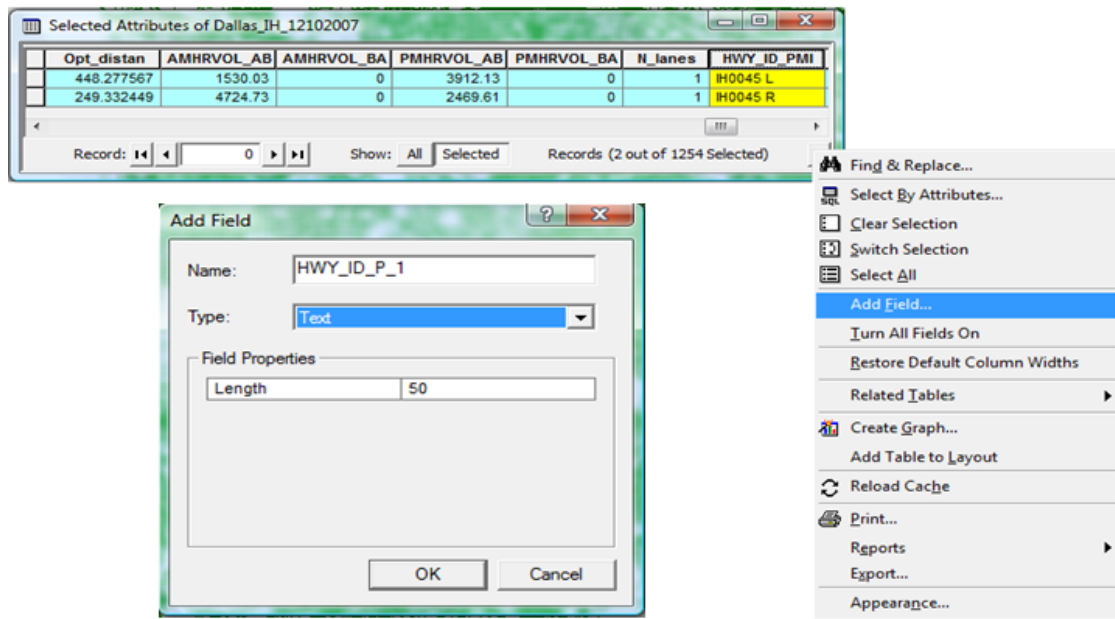 Selected Attributes of Dallas_IH_12102007
Opt_distan AMHRVOL_AB AMHRVOL_BA PMHRVOL_AB PMHRVOL_BA N_lanes HWY_ID_PMI
448.277567 1530.03 0 3912.13 0 1 IH0045 L
249.332449 4724.73 0 2469.61 0 1 IH0045 R
Record: 0 Show: All Selected Records (2 out of 1254 Selected)
Find & Replace...
Select By Attributes...
Clear Selection
Switch Selection
Select All
Add Field...
Turn All Fields On
Restore Default Column Widths
Related Tables
Create Graph...
Add Table to Layout
Reload Cache
Print...
Reports
Export...
Appearance...
Add Field
Name: HWY_ID_P_1
Type: Text
Field Properties
Length 50
OK Cancel